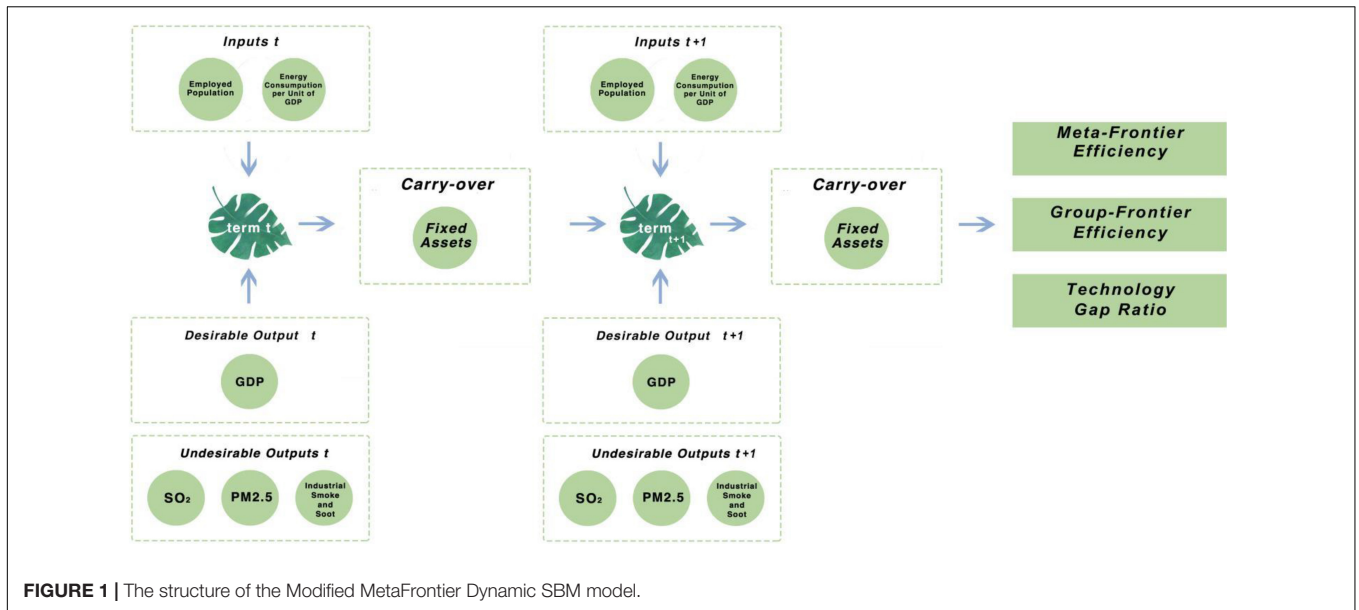 Inputs t
Employed
Population
Energy
Consumpution
per Unit of
GDP
term t
Carry-over
Fixed
Assets
Desirable Output t
GDP
Undesirable Outputs t
SO₂
PM2.5
Industrial
Smoke
and
Soot
Inputs t+1
Employed
Population
Energy
Consumpution
per Unit of
GDP
term t+1
Carry-over
Fixed
Assets
Desirable Output t+1
GDP
Undesirable Outputs t+1
SO₂
PM2.5
Industrial
Smoke
and
Soot
Meta-Frontier
Efficiency
Group-Frontier
Efficiency
Technology
Gap Ratio
FIGURE 1 | The structure of the Modified MetaFrontier Dynamic SBM model.